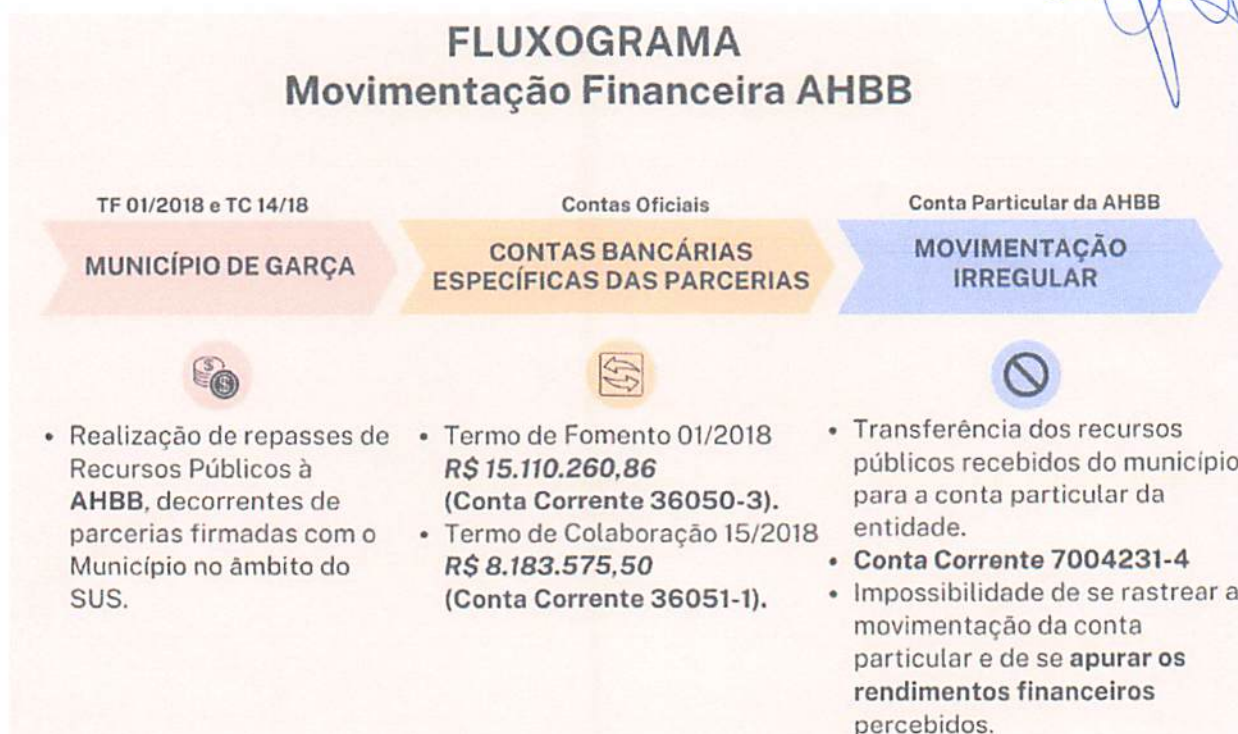 FLUXOGRAMA
Movimentação Financeira AHBB
TF 01/2018 e TC 14/18
MUNICÍPIO DE GARÇA
Contas Oficiais
CONTAS BANCÁRIAS
ESPECÍFICAS DAS PARCERIAS
Conta Particular da AHBB
MOVIMENTAÇÃO
IRREGULAR
• Realização de repasses de
Recursos Públicos à
AHBB, decorrentes de
parcerias firmadas com o
Município no âmbito do
SUS.
• Termo de Fomento 01/2018
R$ 15.110.260,86
(Conta Corrente 36050-3).
• Termo de Colaboração 15/2018
R$ 8.183.575,50
(Conta Corrente 36051-1).
• Transferência dos recursos
públicos recebidos do município
para a conta particular da
entidade.
• Conta Corrente 7004231-4
• Impossibilidade de se rastrear a
movimentação da conta
particular e de se apurar os
rendimentos financeiros
percebidos.